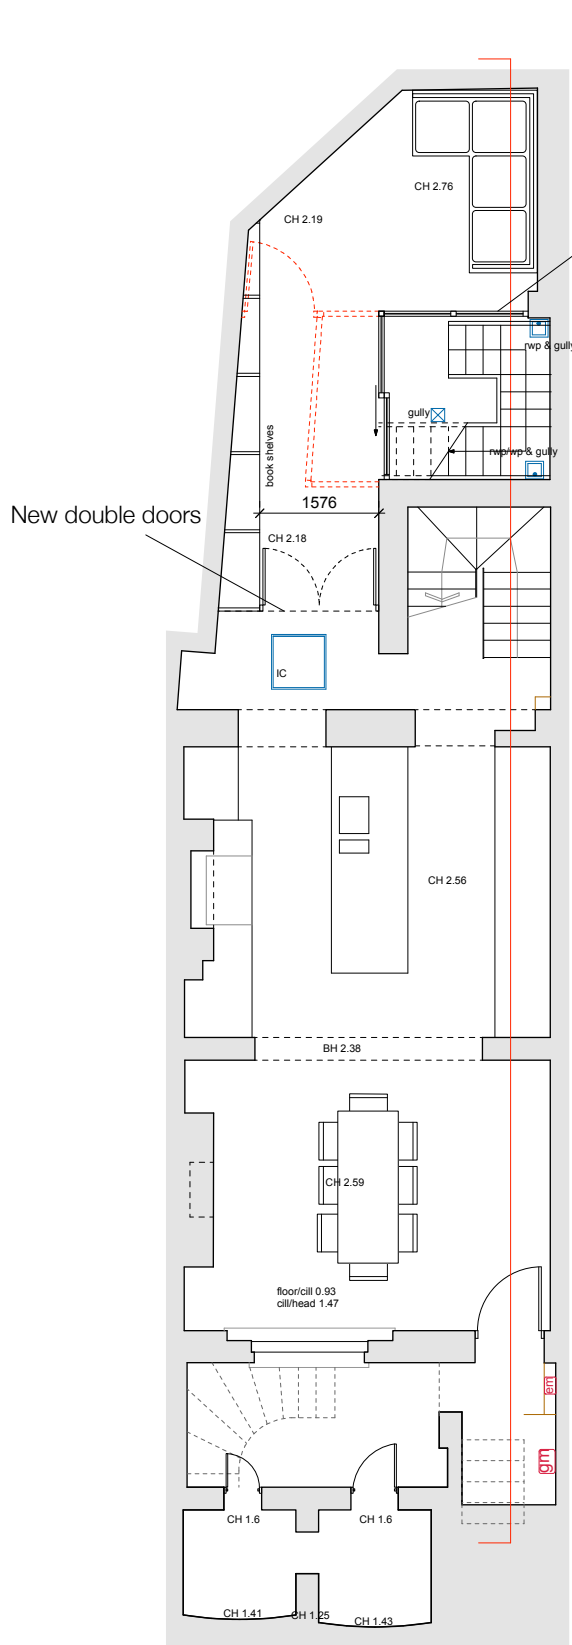 CH 2.76
CH 2.19
rwp & gully
gully
rwp/wp & gully
book shelves
1576
New double doors
CH 2.18
IC
CH 2.56
BH 2.38
CH 2.59
floor/cill 0.93
cill/head 1.47
em
gm
CH 1.6
CH 1.6
CH 1.41
CH 1.25
CH 1.43